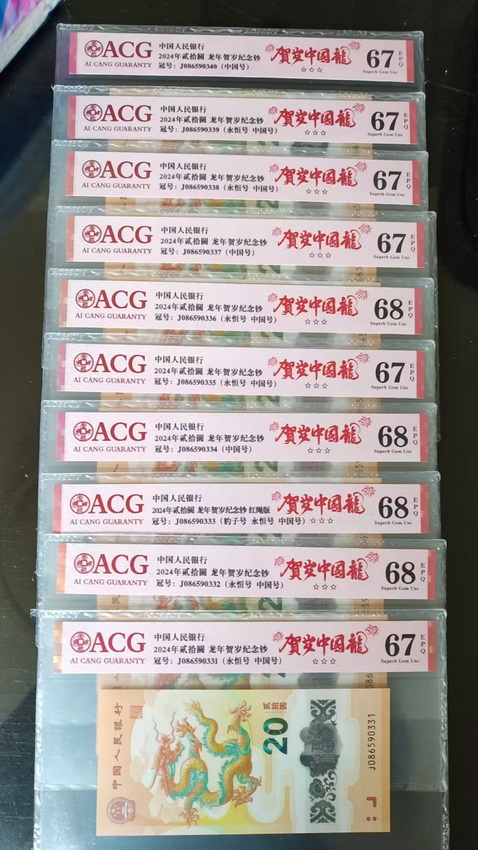 ACG
AI CANG GUARANTY
中国人民银行
2024年贰拾圆 龙年贺岁纪念钞
冠号：J086590340（中国号）
贺岁中国龍
☆☆☆
67 EPQ
Superb Gem Unc
ACG
AI CANG GUARANTY
中国人民银行
2024年贰拾圆 龙年贺岁纪念钞
冠号：J086590339（永恒号 中国号）
贺岁中国龍
☆☆☆
67 EPQ
Superb Gem Unc
ACG
AI CANG GUARANTY
中国人民银行
2024年贰拾圆 龙年贺岁纪念钞
冠号：J086590338（永恒号 中国号）
贺岁中国龍
☆☆☆
67 EPQ
Superb Gem Unc
ACG
AI CANG GUARANTY
中国人民银行
2024年贰拾圆 龙年贺岁纪念钞
冠号：J086590337（中国号）
贺岁中国龍
☆☆☆
67 EPQ
Superb Gem Unc
ACG
AI CANG GUARANTY
中国人民银行
2024年贰拾圆 龙年贺岁纪念钞
冠号：J086590336（永恒号 中国号）
贺岁中国龍
☆☆☆
68 EPQ
Superb Gem Unc
ACG
AI CANG GUARANTY
中国人民银行
2024年贰拾圆 龙年贺岁纪念钞
冠号：J086590335（永恒号 中国号）
贺岁中国龍
☆☆☆
67 EPQ
Superb Gem Unc
ACG
AI CANG GUARANTY
中国人民银行
2024年贰拾圆 龙年贺岁纪念钞
冠号：J086590334（中国号）
贺岁中国龍
☆☆☆
68 EPQ
Superb Gem Unc
ACG
AI CANG GUARANTY
中国人民银行
2024年贰拾圆 龙年贺岁纪念钞 红绳版
冠号：J086590333（豹子号 永恒号 中国号）
贺岁中国龍
☆☆☆
68 EPQ
Superb Gem Unc
ACG
AI CANG GUARANTY
中国人民银行
2024年贰拾圆 龙年贺岁纪念钞
冠号：J086590332（永恒号 中国号）
贺岁中国龍
☆☆☆
68 EPQ
Superb Gem Unc
ACG
AI CANG GUARANTY
中国人民银行
2024年贰拾圆 龙年贺岁纪念钞
冠号：J086590331（永恒号 中国号）
贺岁中国龍
☆☆☆
67 EPQ
Superb Gem Unc
中国人民银行
贰拾圆
20
J086590331